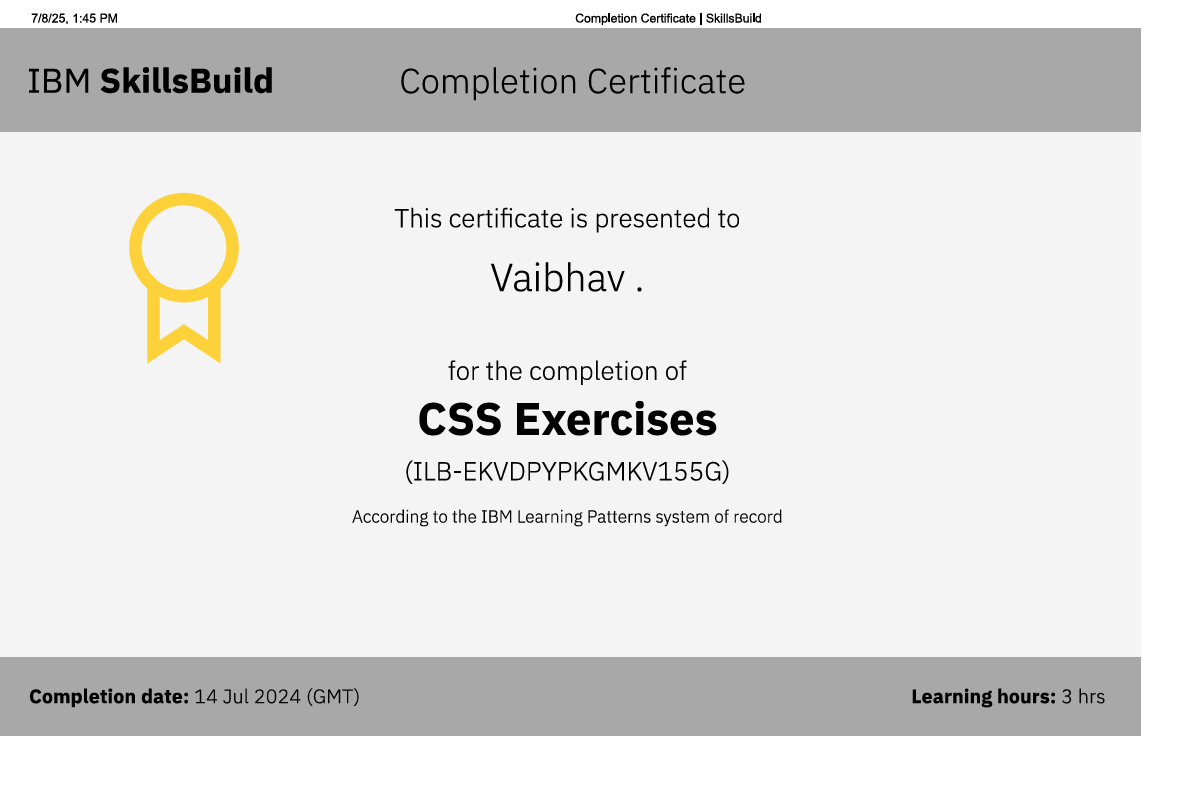 7/8/25, 1:45 PM
Completion Certificate | SkillsBuild
IBM SkillsBuild
Completion Certificate
This certificate is presented to
Vaibhav .
for the completion of
CSS Exercises
(ILB-EKVDPYPKGMKV155G)
According to the IBM Learning Patterns system of record
Completion date: 14 Jul 2024 (GMT)
Learning hours: 3 hrs